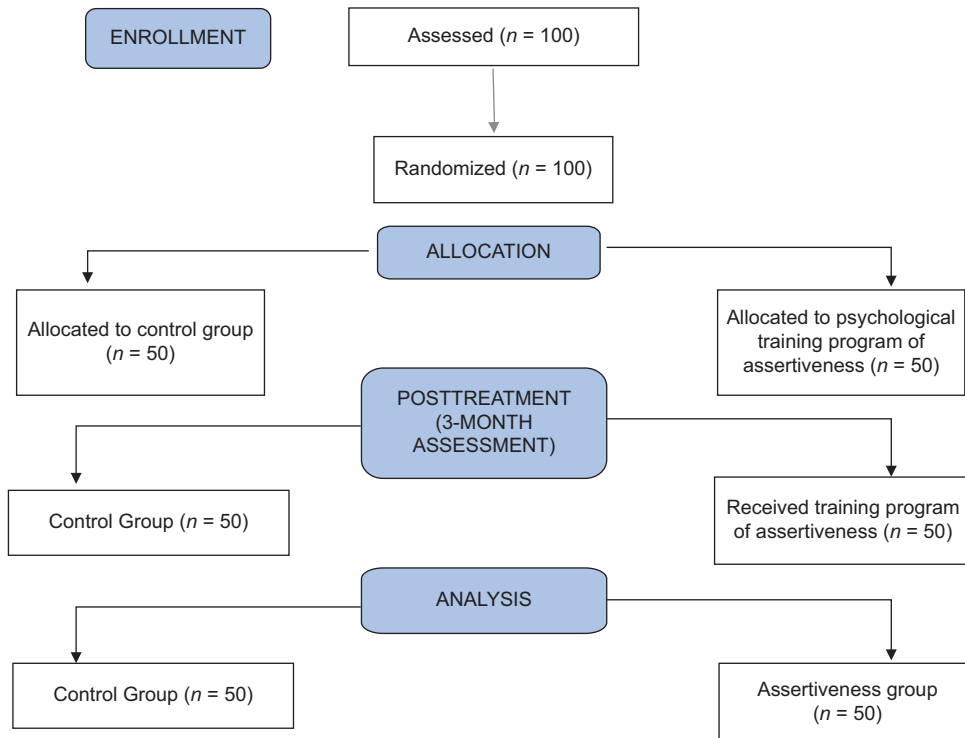 ENROLLMENT
Assessed (n = 100)
Randomized (n = 100)
ALLOCATION
Allocated to control group
(n = 50)
Allocated to psychological
training program of
assertiveness (n = 50)
POSTTREATMENT
(3-MONTH
ASSESSMENT)
Control Group (n = 50)
Received training program
of assertiveness (n = 50)
ANALYSIS
Control Group (n = 50)
Assertiveness group
(n = 50)